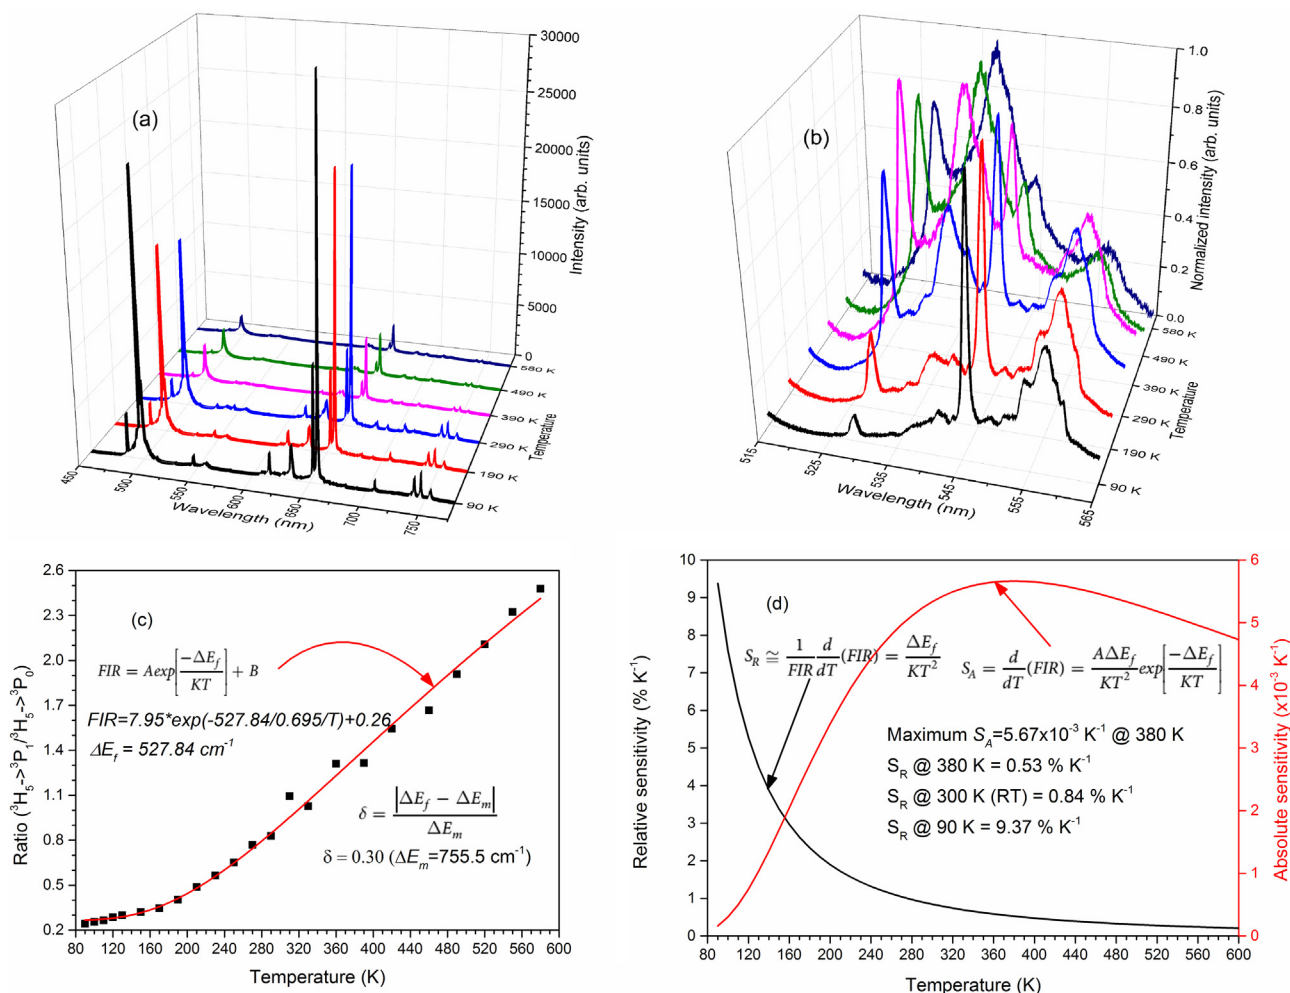 (a)
30000
25000
20000
15000
10000
5000
0
Intensity (arb. units)
580 K
490 K
390 K
290 K
190 K
90 K
Temperature
450
500
550
600
650
700
750
Wavelength (nm)
(b)
1.0
0.8
0.6
0.4
0.2
0.0
Normalized intensity (arb. units)
580 K
490 K
390 K
290 K
190 K
90 K
Temperature
515
525
535
545
555
565
Wavelength (nm)
2.6
2.3
2.0
1.7
1.4
1.1
0.8
0.5
0.2
Ratio (³H₅->³P₁/³H₅->³P₀)
(c)
FIR = Aexp[−ΔE_f / KT] + B
FIR=7.95*exp(-527.84/0.695/T)+0.26
ΔE_f = 527.84 cm⁻¹
δ = |ΔE_f − ΔE_m| / ΔE_m
δ = 0.30 (ΔE_m=755.5 cm⁻¹)
80 120 160 200 240 280 320 360 400 440 480 520 560 600
Temperature (K)
10
9
8
7
6
5
4
3
2
1
0
Relative sensitivity (% K⁻¹)
(d)
S_R ≅ 1/FIR d/dT (FIR) = ΔE_f / KT²
S_A = d/dT (FIR) = AΔE_f / KT² exp[−ΔE_f / KT]
Maximum S_A=5.67x10⁻³ K⁻¹ @ 380 K
S_R @ 380 K = 0.53 % K⁻¹
S_R @ 300 K (RT) = 0.84 % K⁻¹
S_R @ 90 K = 9.37 % K⁻¹
6
5
4
3
2
1
0
Absolute sensitivity (x10⁻³ K⁻¹)
80 120 160 200 240 280 320 360 400 440 480 520 560 600
Temperature (K)